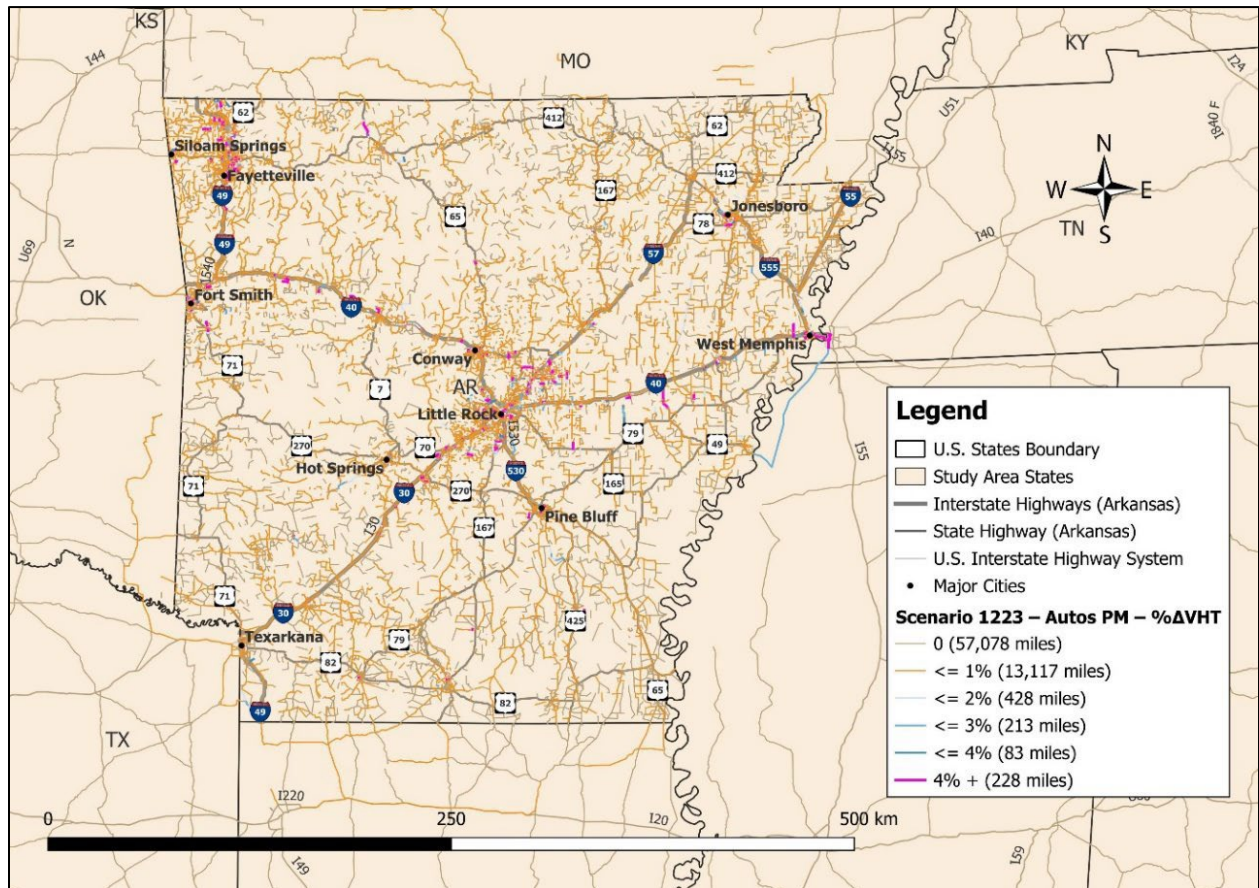 KS
I44
MO
KY
I24
U51
I155
62
412
62
Siloam Springs
Fayetteville
412
167
49
65
78
Jonesboro
55
N
W E
S
TN
I40
U69
N
49
57
555
OK
I540
Fort Smith
40
West Memphis
Conway
AR
71
7
40
Little Rock
I530
79
270
70
49
I55
Hot Springs
530
71
30
270
165
I30
167
Pine Bluff
71
30
425
Texarkana
79
82
65
49
82
TX
I220
I20
I49
I59
0 250 500 km
Legend
U.S. States Boundary
Study Area States
Interstate Highways (Arkansas)
State Highway (Arkansas)
U.S. Interstate Highway System
Major Cities
Scenario 1223 – Autos PM – %ΔVHT
0 (57,078 miles)
<= 1% (13,117 miles)
<= 2% (428 miles)
<= 3% (213 miles)
<= 4% (83 miles)
4% + (228 miles)